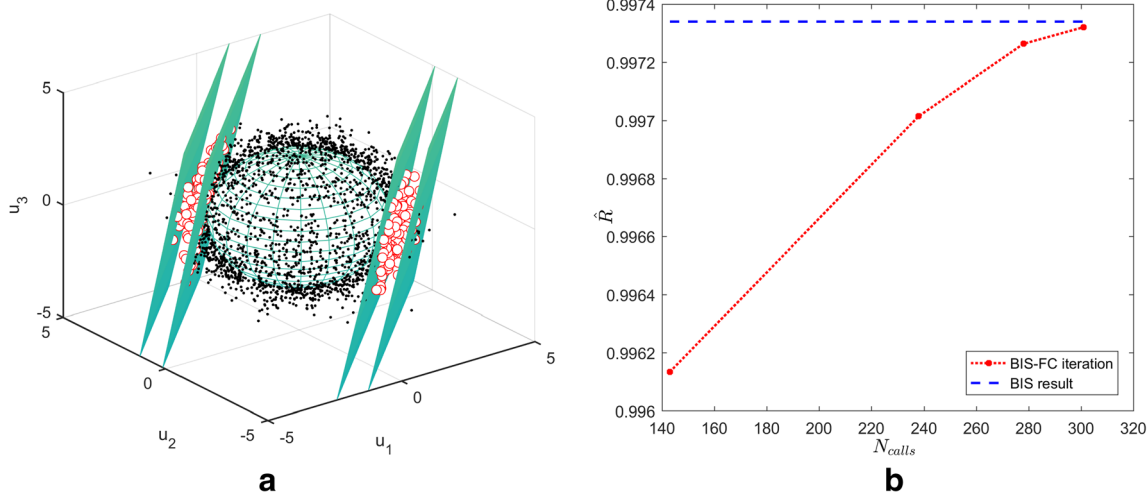 5
0
-5
u3
5
0
-5
u2
-5
0
5
u1
a
0.9974
0.9972
0.997
0.9968
0.9966
0.9964
0.9962
0.996
R̂
140 160 180 200 220 240 260 280 300 320
Ncalls
BIS-FC iteration
BIS result
b